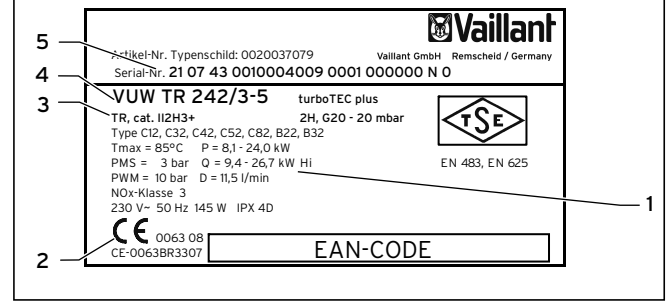 Vaillant
5
Artikel-Nr. Typenschild: 0020037079
Vaillant GmbH Remscheid / Germany
Serial-Nr. 21 07 43 0010004009 0001 000000 N 0
4
VUW TR 242/3-5 turboTEC plus
3
TR, cat. II2H3+ 2H, G20 - 20 mbar
TSE
Type C12, C32, C42, C52, C82, B22, B32
Tmax = 85°C P = 8,1 - 24,0 kW
PMS = 3 bar Q = 9,4 - 26,7 kW Hi
EN 483, EN 625
PWM = 10 bar D = 11,5 l/min
NOx-Klasse 3
1
230 V~ 50 Hz 145 W IPX 4D
CE 0063 08
2
CE-0063BR3307
EAN-CODE